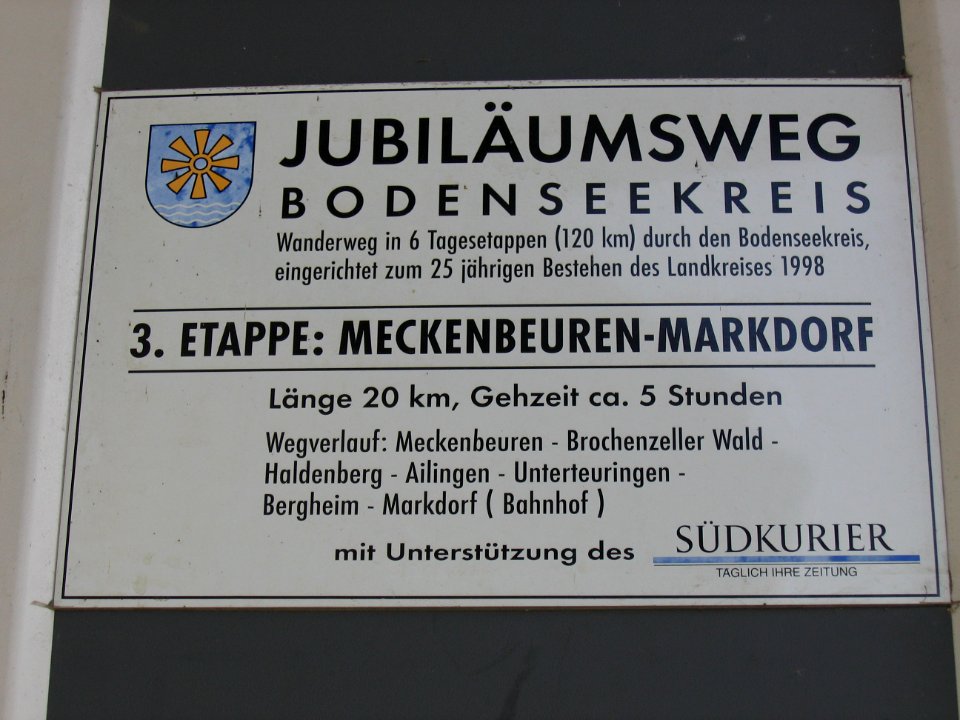 JUBILÄUMSWEG
BODENSEEKREIS
Wanderweg in 6 Tagesetappen (120 km) durch den Bodenseekreis,
eingerichtet zum 25 jährigen Bestehen des Landkreises 1998
3. ETAPPE: MECKENBEUREN-MARKDORF
Länge 20 km, Gehzeit ca. 5 Stunden
Wegverlauf: Meckenbeuren - Brochenzeller Wald -
Haldenberg - Ailingen - Unterteuringen -
Bergheim - Markdorf ( Bahnhof )
mit Unterstützung des SÜDKURIER
TÄGLICH IHRE ZEITUNG